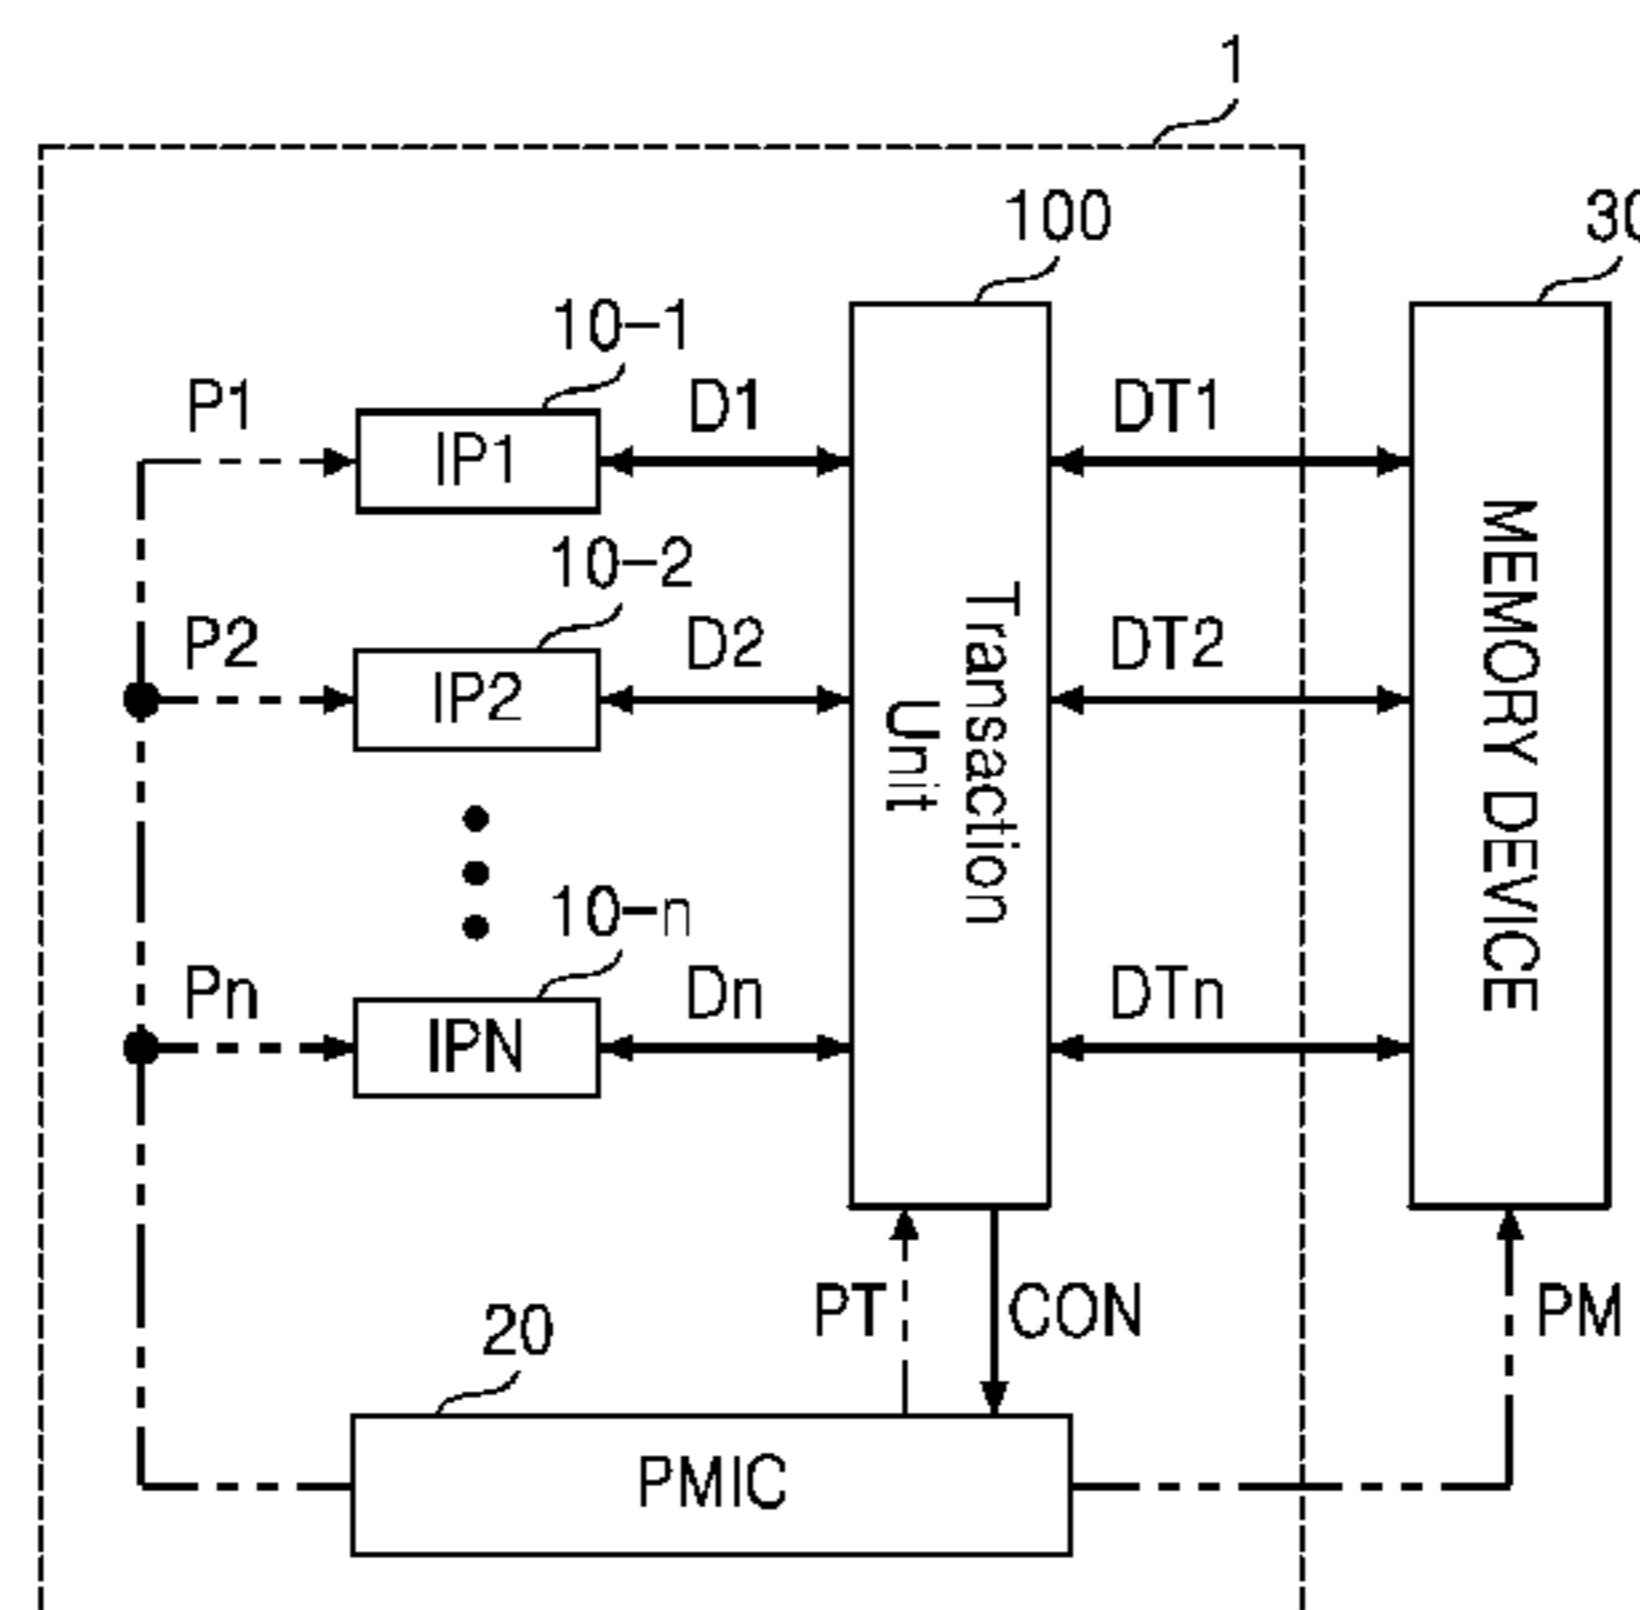 1
100
30
10-1
P1
D1
DT1
IP1
10-2
P2
D2
DT2
IP2
Transaction
Unit
MEMORY DEVICE
10-n
Pn
Dn
DTn
IPN
PT
CON
PM
20
PMIC